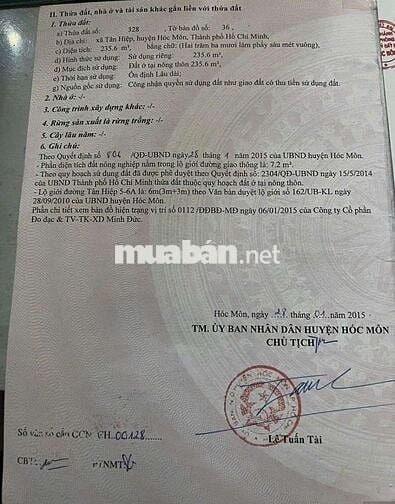 II. Thửa đất, nhà ở và tài sản khác gắn liền với thửa đất
1. Thửa đất:
a) Thửa đất số: 328 , Tờ bản đồ số: 36 ,
b) Địa chỉ: xã Tân Hiệp, huyện Hóc Môn, Thành phố Hồ Chí Minh,
c) Diện tích: 235.6 m², bằng chữ: (Hai trăm ba mươi lăm phẩy sáu mét vuông),
d) Hình thức sử dụng: Sử dụng riêng: 235.6 m²,
đ) Mục đích sử dụng: Đất ở tại nông thôn 235.6 m²,
e) Thời hạn sử dụng: Ổn định Lâu dài;
g) Nguồn gốc sử dụng: Công nhận quyền sử dụng đất như giao đất có thu tiền sử dụng đất.
2. Nhà ở: -/-
3. Công trình xây dựng khác: -/-
4. Rừng sản xuất là rừng trồng: -/-
5. Cây lâu năm: -/-
6. Ghi chú:
Theo Quyết định số 804 /QĐ-UBND ngày 28 tháng 1 năm 2015 của UBND huyện Hóc Môn.
- Phần diện tích đất nông nghiệp nằm trong lộ giới đường giao thông là: 7,2 m².
- Theo quy hoạch sử dụng đất đã được phê duyệt theo Quyết định số: 2304/QĐ-UBND ngày 15/5/2014
của UBND Thành phố Hồ Chí Minh thửa đất thuộc quy hoạch đất ở tại nông thôn.
- Lộ giới đường Tân Hiệp 5-6A là: 6m(3m+3m) theo Văn bản duyệt lộ giới số 162/UB-KL ngày
28/09/2010 của UBND huyện Hóc Môn.
Phần chi tiết xem bản đồ hiện trạng vị trí số 0112 /ĐĐBĐ-MĐ ngày 06/01/2015 của Công ty Cổ phần
Đo đạc & TV-TK-XD Minh Đức.
muaban.net
Hóc Môn, ngày 28 tháng 01 năm 2015
TM. ỦY BAN NHÂN DÂN HUYỆN HÓC MÔN
CHỦ TỊCH
Lê Tuấn Tài
Số vào sổ cấp GCN: CH 00128